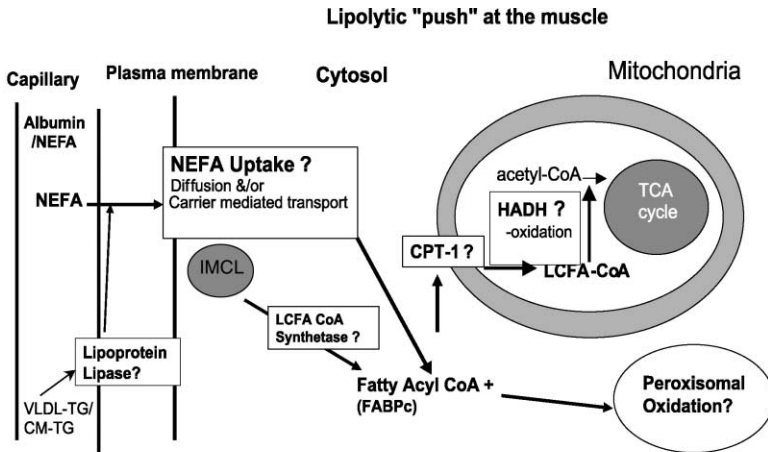 Lipolytic "push" at the muscle
Capillary
Plasma membrane
Cytosol
Mitochondria
Albumin
/NEFA
NEFA
NEFA Uptake ?
Diffusion &/or
Carrier mediated transport
IMCL
LCFA CoA
Synthetase ?
Lipoprotein
Lipase?
VLDL-TG/
CM-TG
Fatty Acyl CoA +
(FABPc)
CPT-1 ?
acetyl-CoA
HADH ?
-oxidation
LCFA-CoA
TCA
cycle
Peroxisomal
Oxidation?